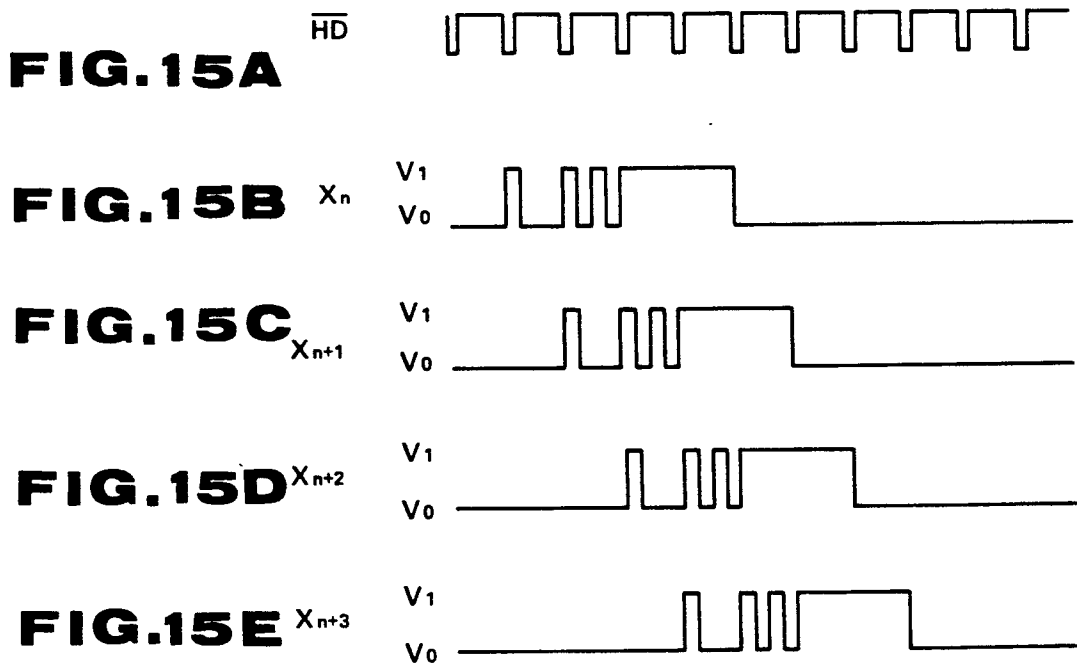 HD
FIG.15A
FIG.15B Xn V1
V0
FIG.15C Xn+1 V1
V0
FIG.15D Xn+2 V1
V0
FIG.15E Xn+3 V1
V0